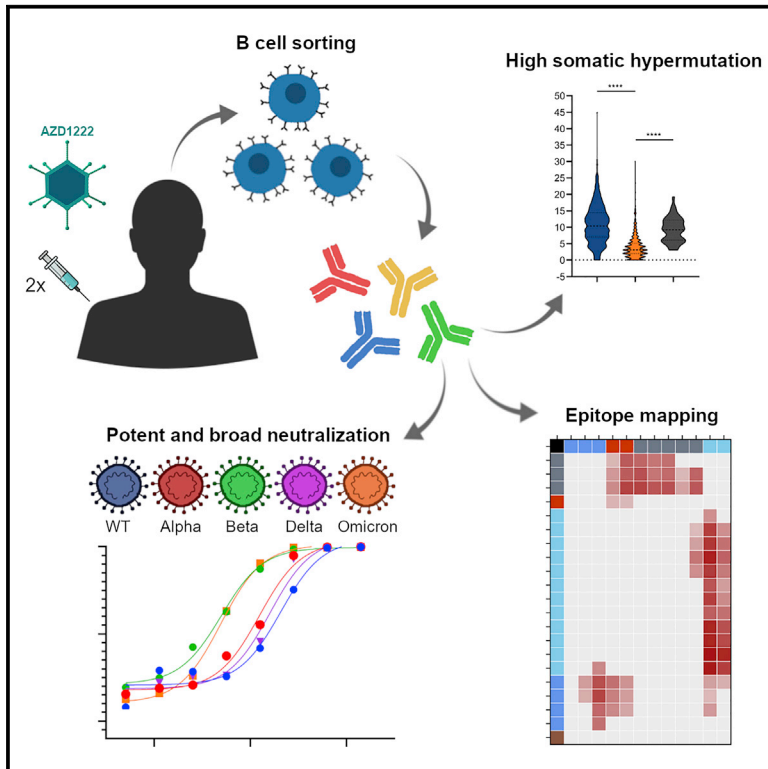 B cell sorting
High somatic hypermutation
AZD1222
2x
****
****
50
45
40
35
30
25
20
15
10
5
0
-5
Potent and broad neutralization
WT
Alpha
Beta
Delta
Omicron
Epitope mapping